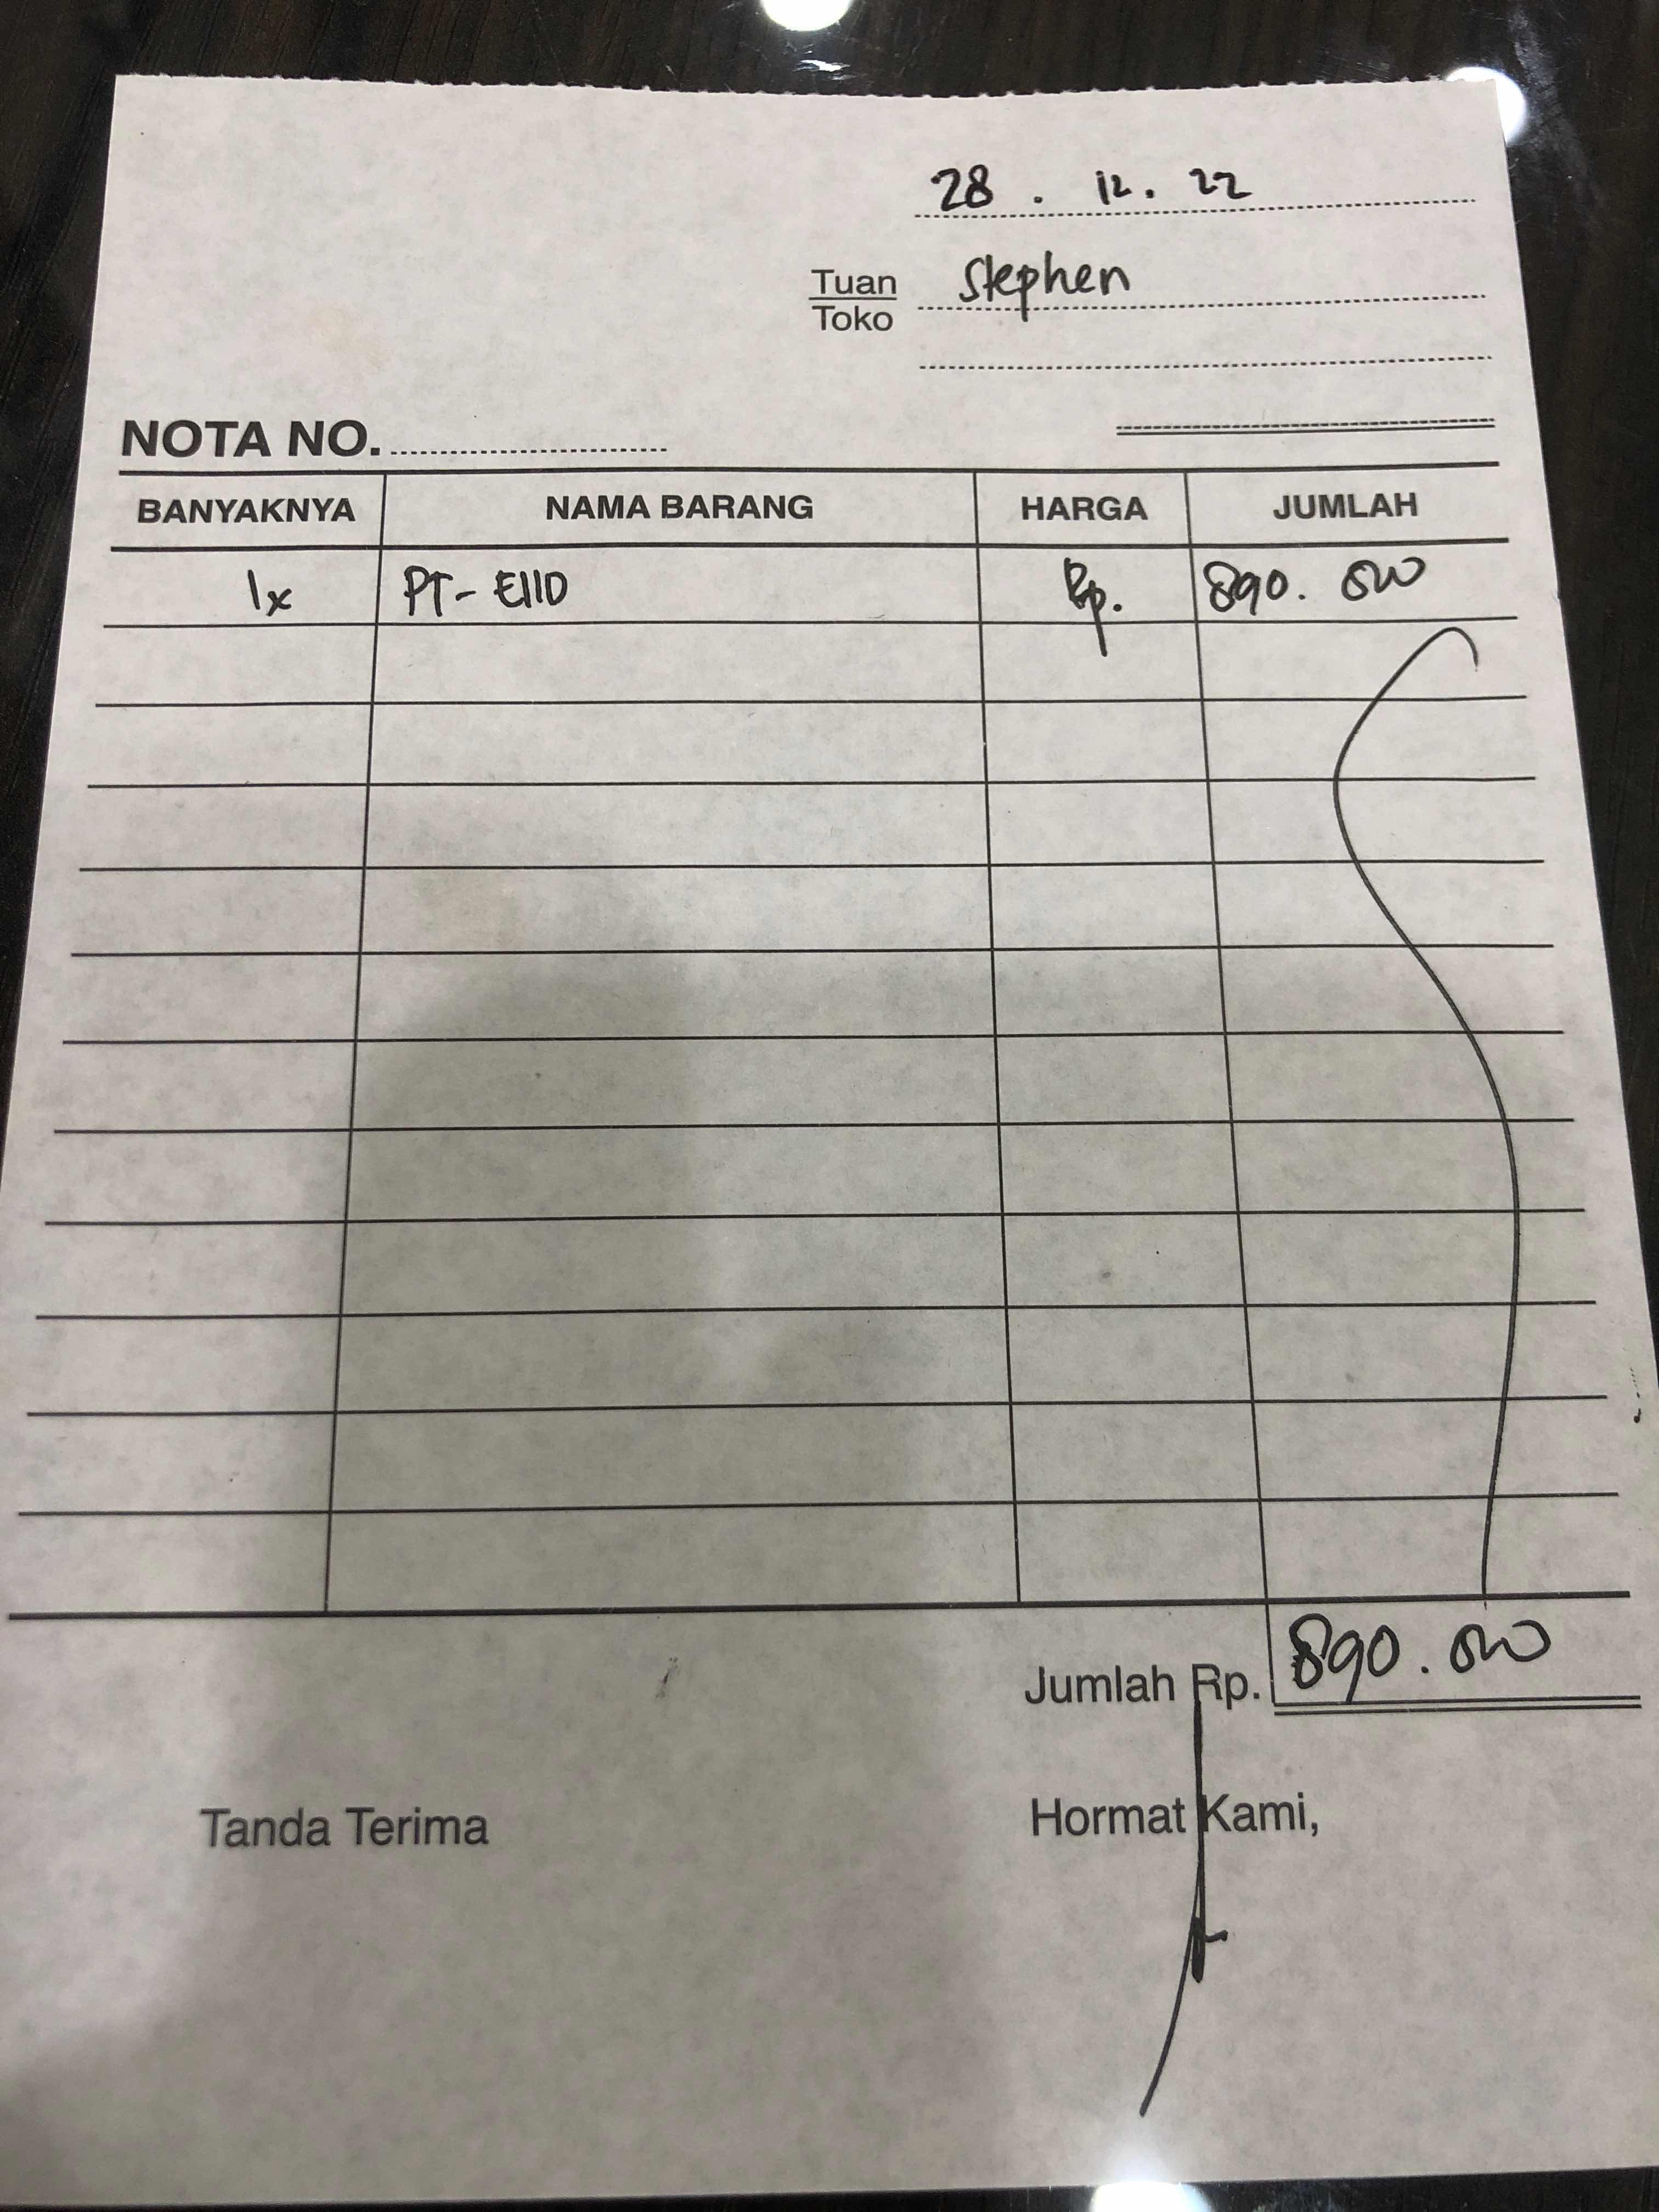 28 . 12. 22
Tuan Stephen
Toko
NOTA NO.
BANYAKNYA NAMA BARANG HARGA JUMLAH
1x PT-E110 Rp. 890.000
Jumlah Rp. 890.000
Tanda Terima Hormat Kami,